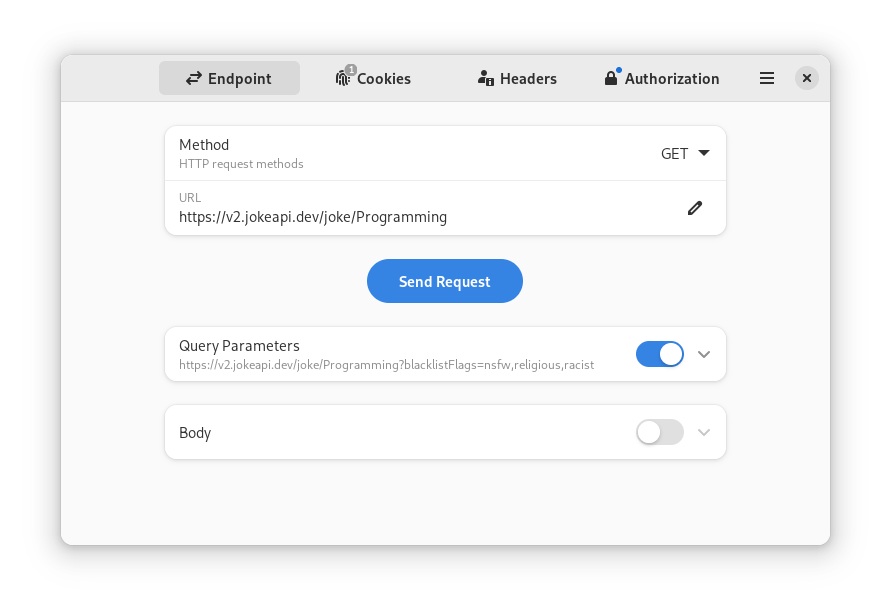 Endpoint
1
Cookies
Headers
Authorization
Method
HTTP request methods
GET
URL
https://v2.jokeapi.dev/joke/Programming
Send Request
Query Parameters
https://v2.jokeapi.dev/joke/Programming?blacklistFlags=nsfw,religious,racist
Body